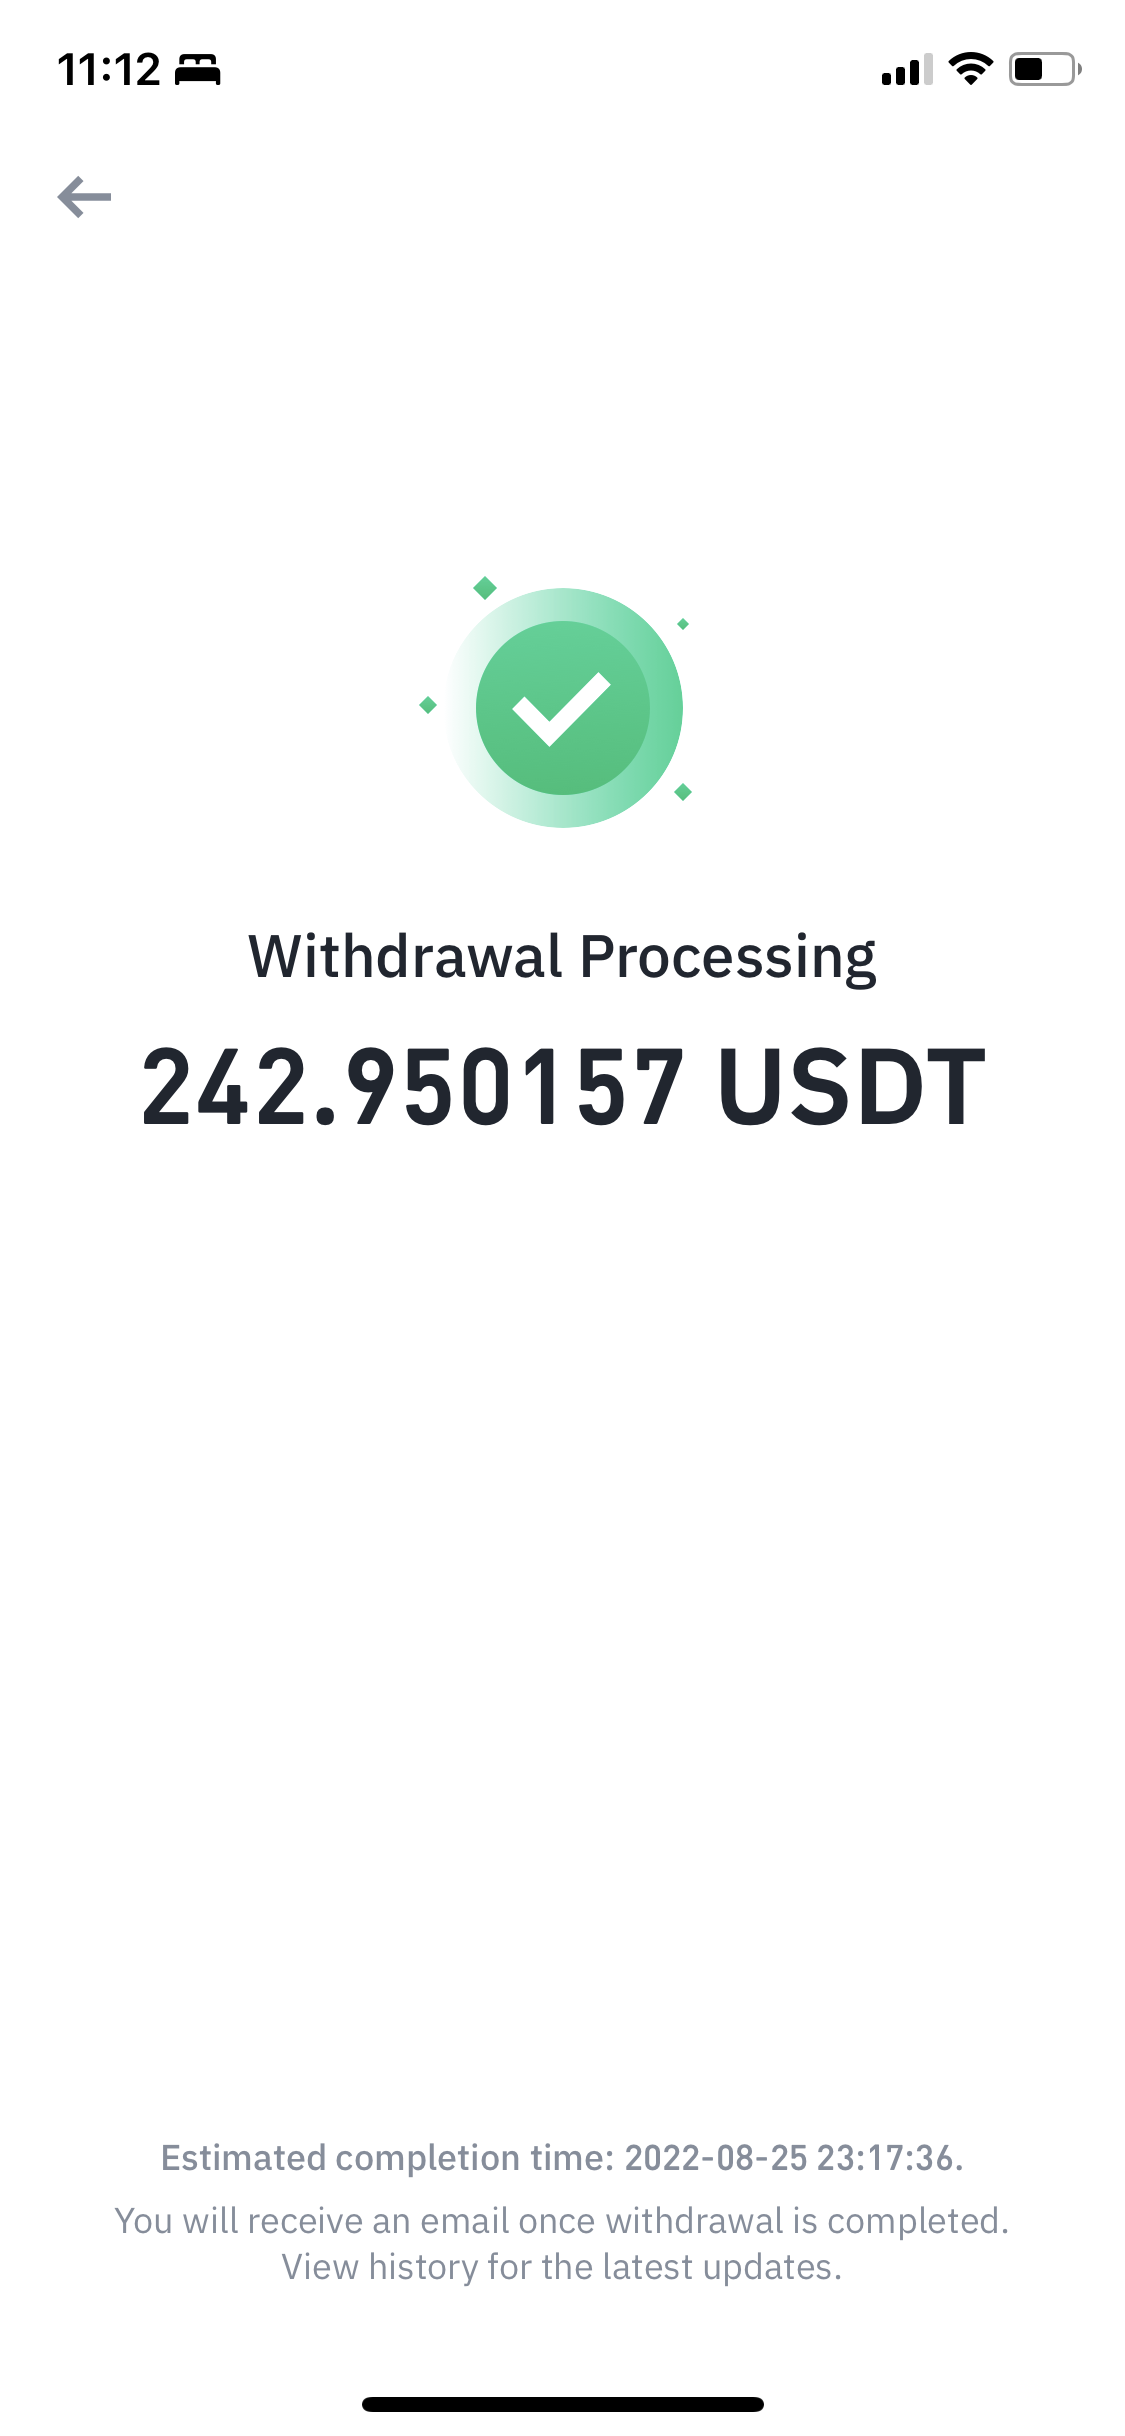 11:12
Withdrawal Processing
242.950157 USDT
Estimated completion time: 2022-08-25 23:17:36.
You will receive an email once withdrawal is completed.
View history for the latest updates.